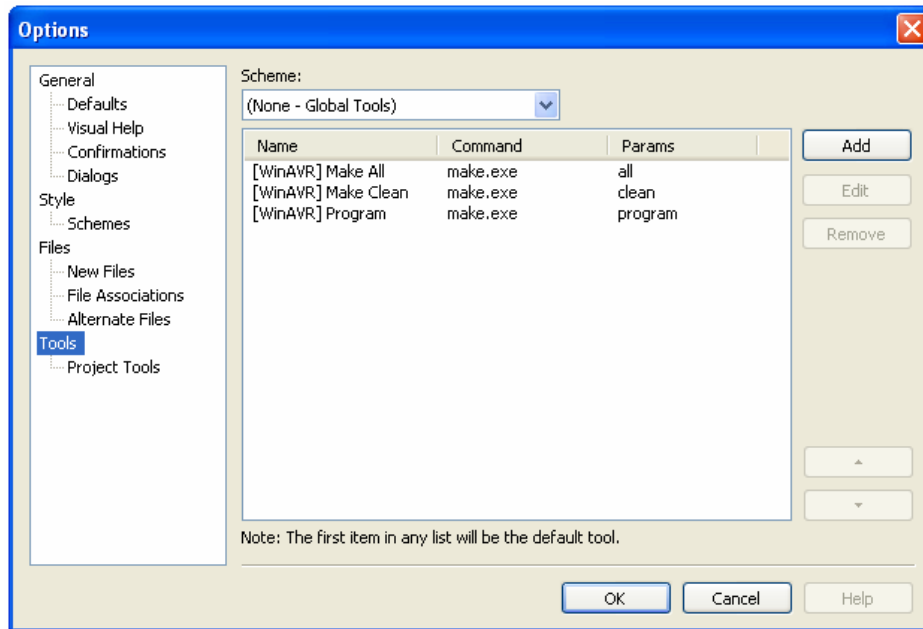 Options
General
Defaults
Visual Help
Confirmations
Dialogs
Style
Schemes
Files
New Files
File Associations
Alternate Files
Tools
Project Tools
Scheme:
(None - Global Tools)
Name Command Params
[WinAVR] Make All make.exe all
[WinAVR] Make Clean make.exe clean
[WinAVR] Program make.exe program
Add
Edit
Remove
Note: The first item in any list will be the default tool.
OK Cancel Help